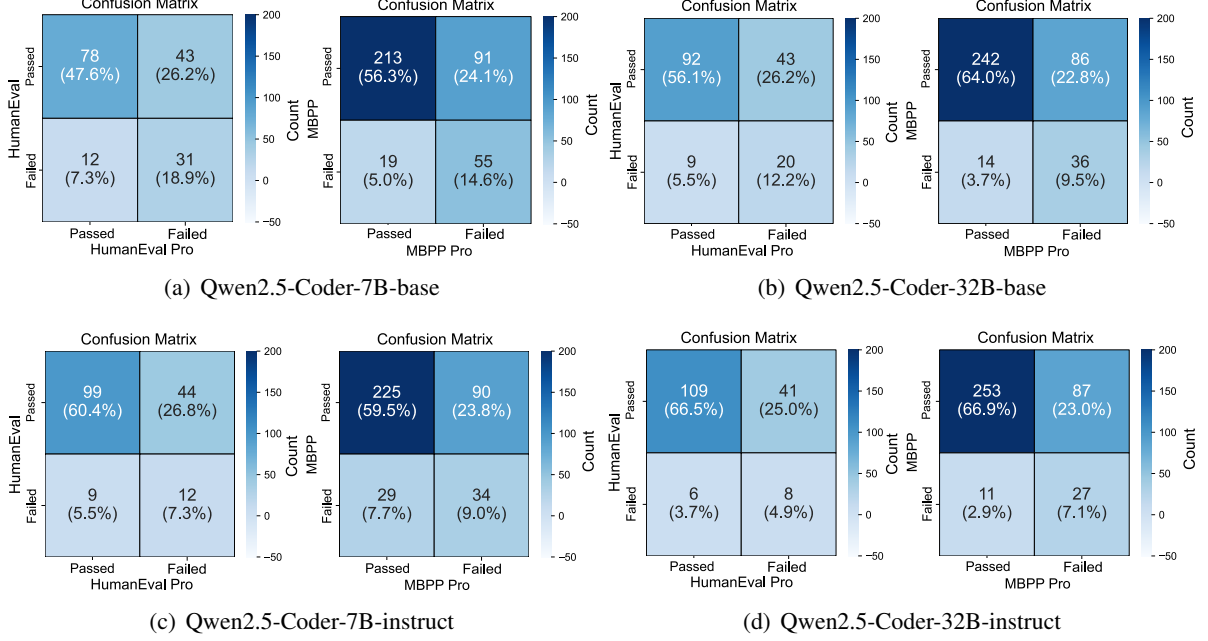 Confusion Matrix
78
(47.6%)
43
(26.2%)
12
(7.3%)
31
(18.9%)
Passed
Failed
HumanEval
Passed
Failed
HumanEval Pro
200
150
100
50
0
−50
Count
Confusion Matrix
213
(56.3%)
91
(24.1%)
19
(5.0%)
55
(14.6%)
MBPP
Passed
Failed
MBPP Pro
200
150
100
50
0
−50
Count
(a) Qwen2.5-Coder-7B-base
Confusion Matrix
92
(56.1%)
43
(26.2%)
9
(5.5%)
20
(12.2%)
Passed
Failed
HumanEval
Passed
Failed
HumanEval Pro
200
150
100
50
0
−50
Count
Confusion Matrix
242
(64.0%)
86
(22.8%)
14
(3.7%)
36
(9.5%)
MBPP
Passed
Failed
Passed
Failed
MBPP Pro
200
150
100
50
0
−50
Count
(b) Qwen2.5-Coder-32B-base
Confusion Matrix
99
(60.4%)
44
(26.8%)
9
(5.5%)
12
(7.3%)
Passed
Failed
HumanEval
Passed
Failed
HumanEval Pro
200
150
100
50
0
−50
Count
Confusion Matrix
225
(59.5%)
90
(23.8%)
29
(7.7%)
34
(9.0%)
MBPP
Passed
Failed
Passed
Failed
MBPP Pro
200
150
100
50
0
−50
Count
(c) Qwen2.5-Coder-7B-instruct
Confusion Matrix
109
(66.5%)
41
(25.0%)
6
(3.7%)
8
(4.9%)
Passed
Failed
HumanEval
Passed
Failed
HumanEval Pro
200
150
100
50
0
−50
Count
Confusion Matrix
253
(66.9%)
87
(23.0%)
11
(2.9%)
27
(7.1%)
MBPP
Passed
Failed
Passed
Failed
MBPP Pro
200
150
100
50
0
−50
Count
(d) Qwen2.5-Coder-32B-instruct